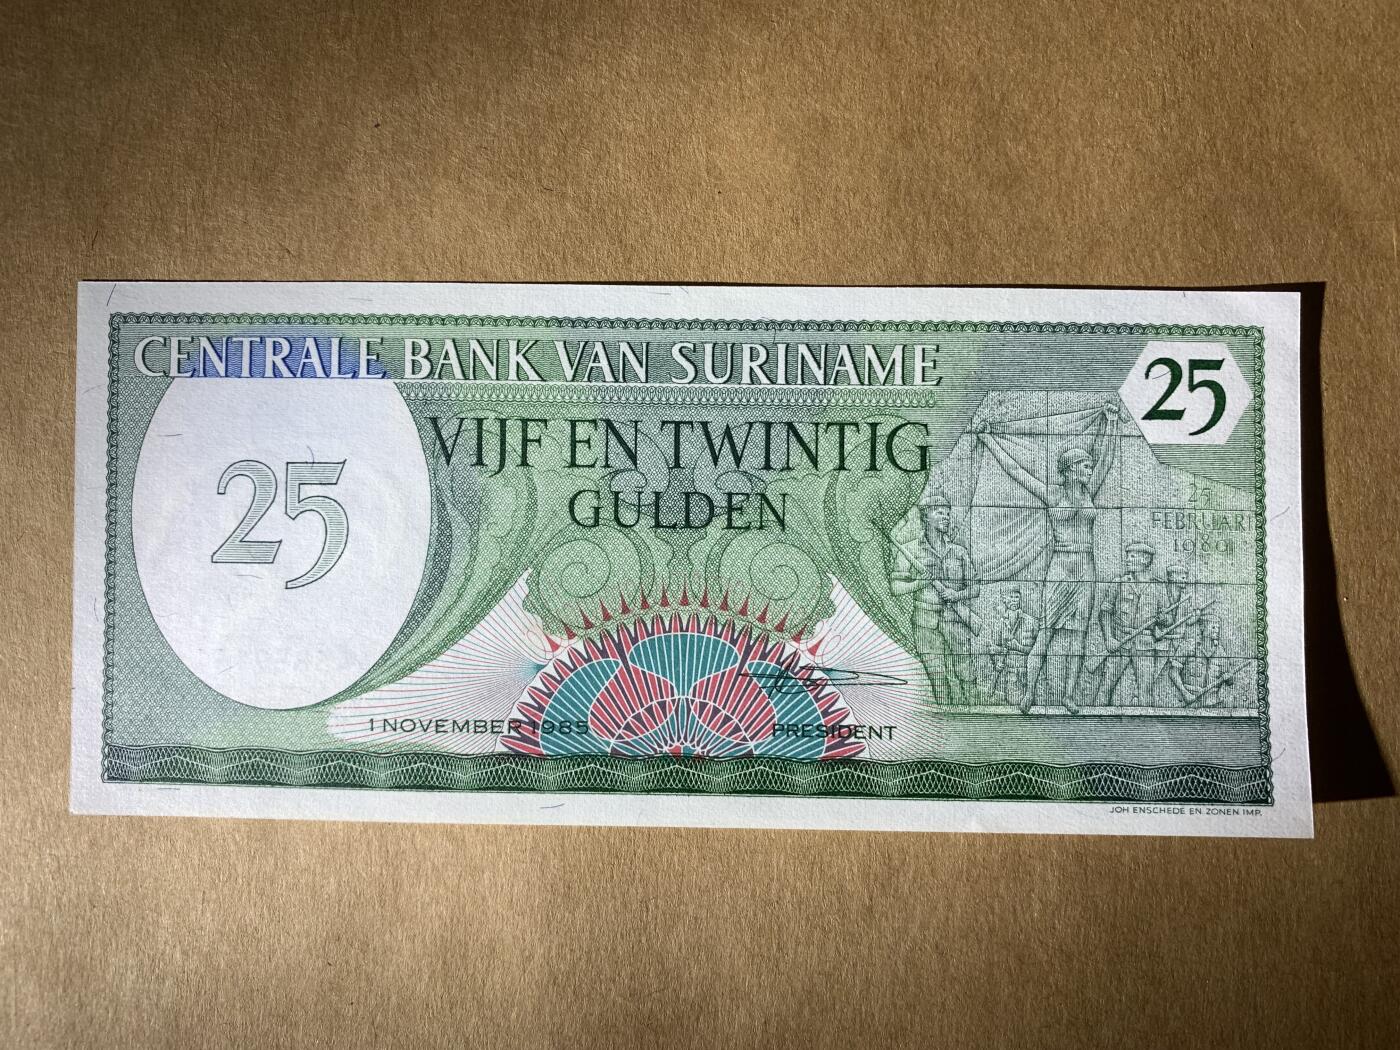 CENTRALE BANK VAN SURINAME
25
VIJF EN TWINTIG
GULDEN
25
25
FEBRUARI
1980
1 NOVEMBER 1985
PRESIDENT
JOH. ENSCHEDE EN ZONEN IMP.